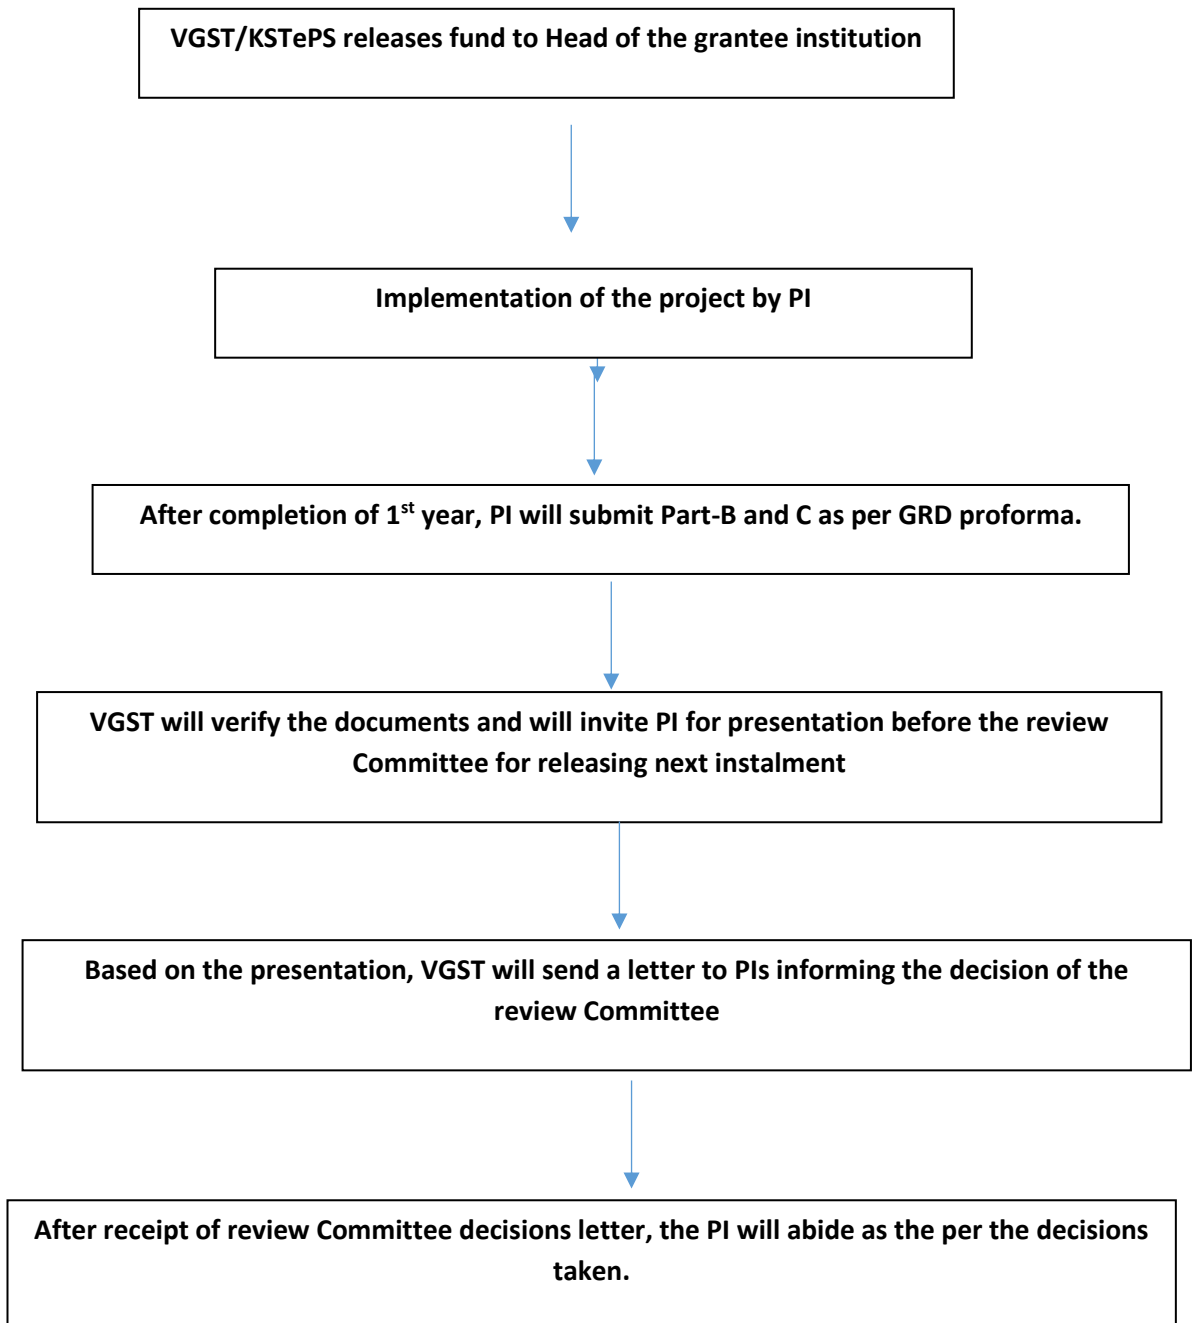 VGST/KSTePS releases fund to Head of the grantee institution
Implementation of the project by PI
After completion of 1st year, PI will submit Part-B and C as per GRD proforma.
VGST will verify the documents and will invite PI for presentation before the review
Committee for releasing next instalment
Based on the presentation, VGST will send a letter to PIs informing the decision of the
review Committee
After receipt of review Committee decisions letter, the PI will abide as the per the decisions
taken.